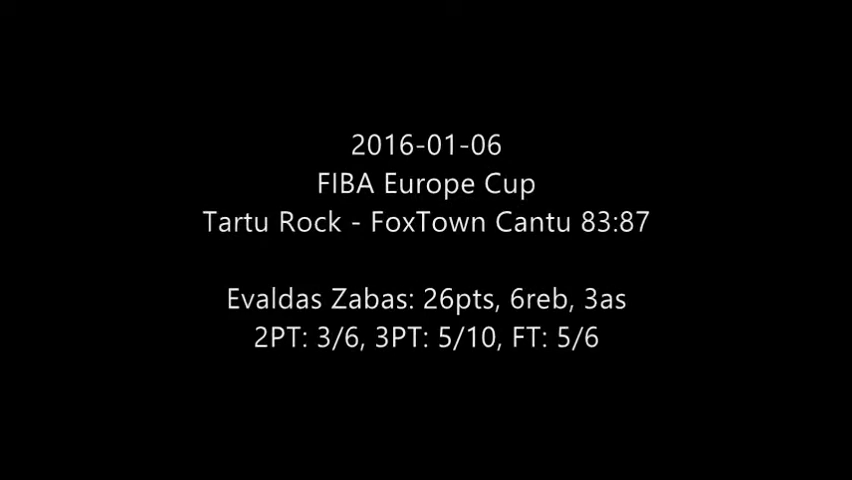 2016-01-06
FIBA Europe Cup
Tartu Rock - FoxTown Cantu 83:87
Evaldas Zabas: 26pts, 6reb, 3as
2PT: 3/6, 3PT: 5/10, FT: 5/6